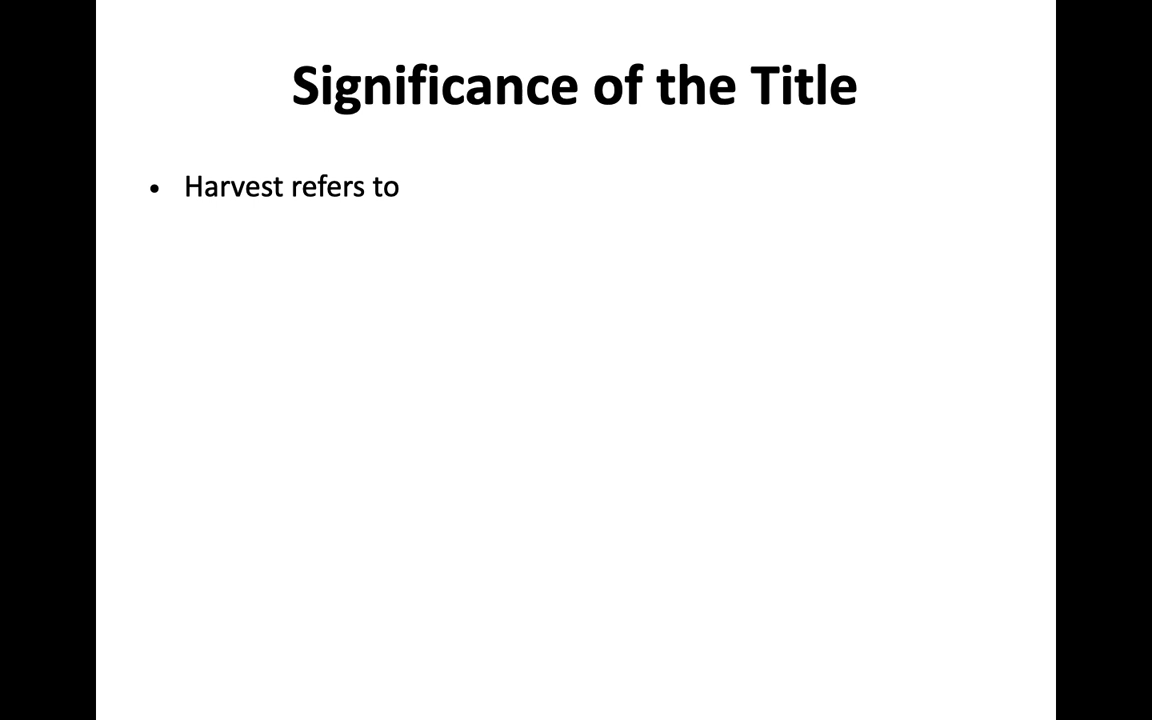 Significance of the Title
• Harvest refers to